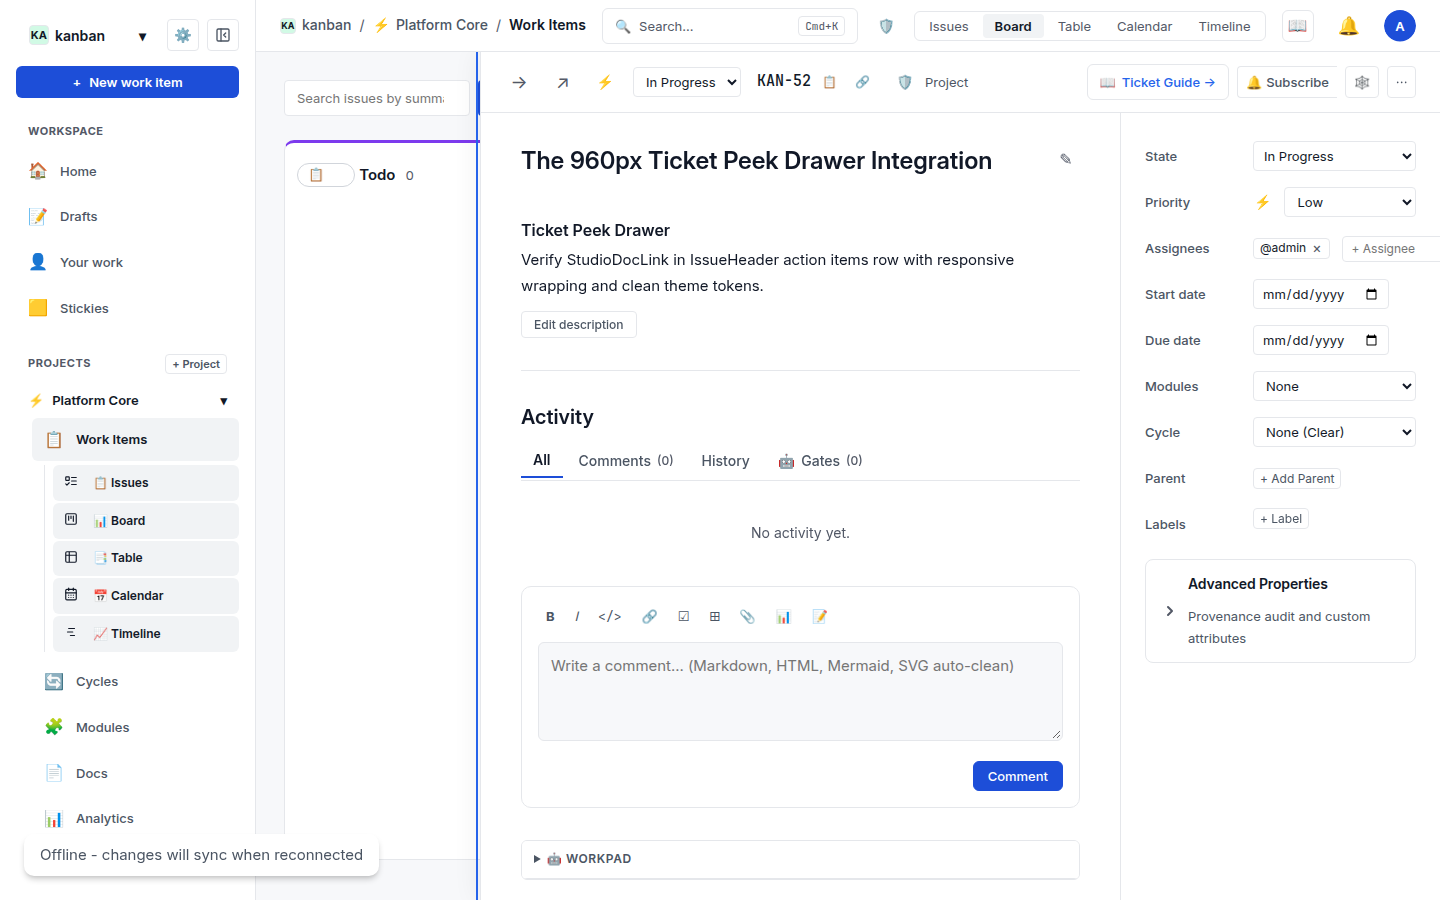 KA kanban ▾
+ New work item
WORKSPACE
Home
Drafts
Your work
Stickies
PROJECTS + Project
Platform Core ▾
Work Items
Issues
Board
Table
Calendar
Timeline
Cycles
Modules
Docs
Analytics
Offline - changes will sync when reconnected
KA kanban / ⚡ Platform Core / Work Items
Search... Cmd+K
Issues Board Table Calendar Timeline
A
Search issues by summa
Todo 0
In Progress KAN-52 Project
Ticket Guide → Subscribe ...
The 960px Ticket Peek Drawer Integration
Ticket Peek Drawer
Verify StudioDocLink in IssueHeader action items row with responsive
wrapping and clean theme tokens.
Edit description
Activity
All Comments (0) History Gates (0)
No activity yet.
B I </>
Write a comment... (Markdown, HTML, Mermaid, SVG auto-clean)
Comment
WORKPAD
State In Progress
Priority Low
Assignees @admin × + Assignee
Start date mm/dd/yyyy
Due date mm/dd/yyyy
Modules None
Cycle None (Clear)
Parent + Add Parent
Labels + Label
Advanced Properties
Provenance audit and custom
attributes